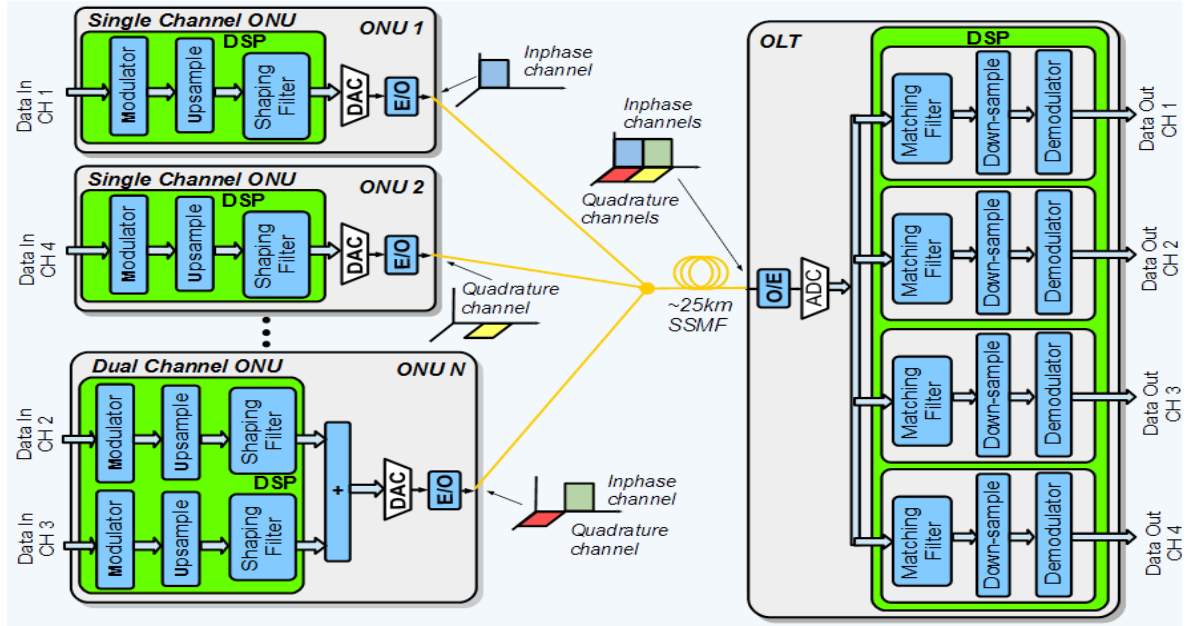 Single Channel ONU
ONU 1
DSP
Data In
CH 1
Modulator
Upsample
Shaping
Filter
DAC
E/O
Inphase
channel
Single Channel ONU
ONU 2
DSP
Data In
CH 4
Modulator
Upsample
Shaping
Filter
DAC
E/O
Quadrature
channel
Dual Channel ONU
ONU N
Data In
CH 2
Modulator
Upsample
Shaping
Filter
DSP
Data In
CH 3
Modulator
Upsample
Shaping
Filter
+
DAC
E/O
Inphase
channel
Quadrature
channel
Inphase
channels
Quadrature
channels
~25km
SSMF
OLT
O/E
ADC
DSP
Matching
Filter
Down-sample
Demodulator
Data Out
CH 1
Matching
Filter
Down-sample
Demodulator
Data Out
CH 2
Matching
Filter
Down-sample
Demodulator
Data Out
CH 3
Matching
Filter
Down-sample
Demodulator
Data Out
CH 4